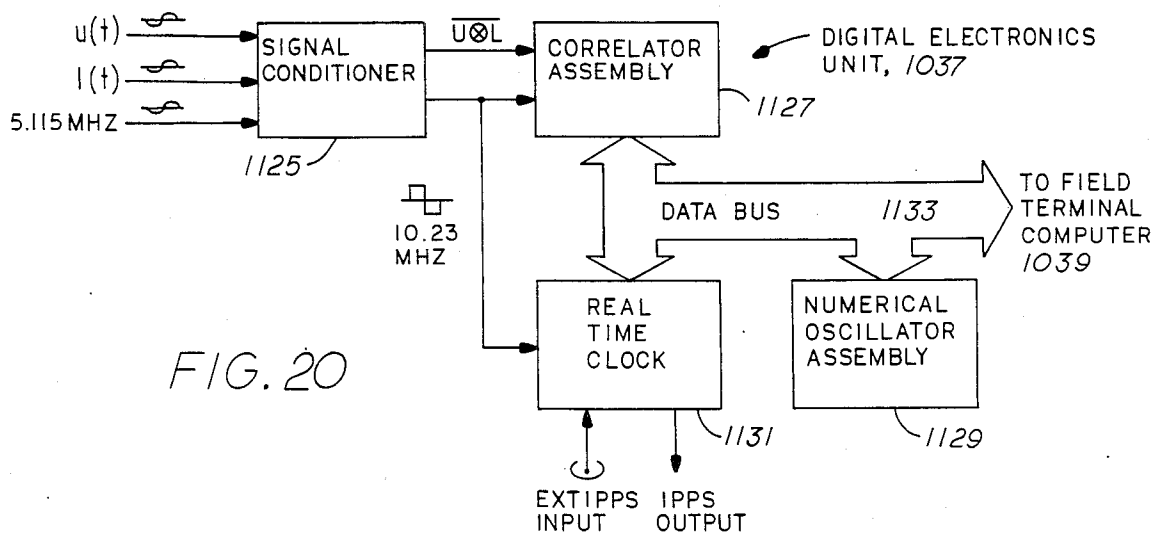 u(t)
l(t)
5.115 MHZ
SIGNAL
CONDITIONER
1125
U⊗L
CORRELATOR
ASSEMBLY
1127
DIGITAL ELECTRONICS
UNIT, 1037
10.23
MHZ
DATA BUS
1133
TO FIELD
TERMINAL
COMPUTER
1039
REAL
TIME
CLOCK
1131
NUMERICAL
OSCILLATOR
ASSEMBLY
1129
EXT1PPS
INPUT
1PPS
OUTPUT
FIG. 20